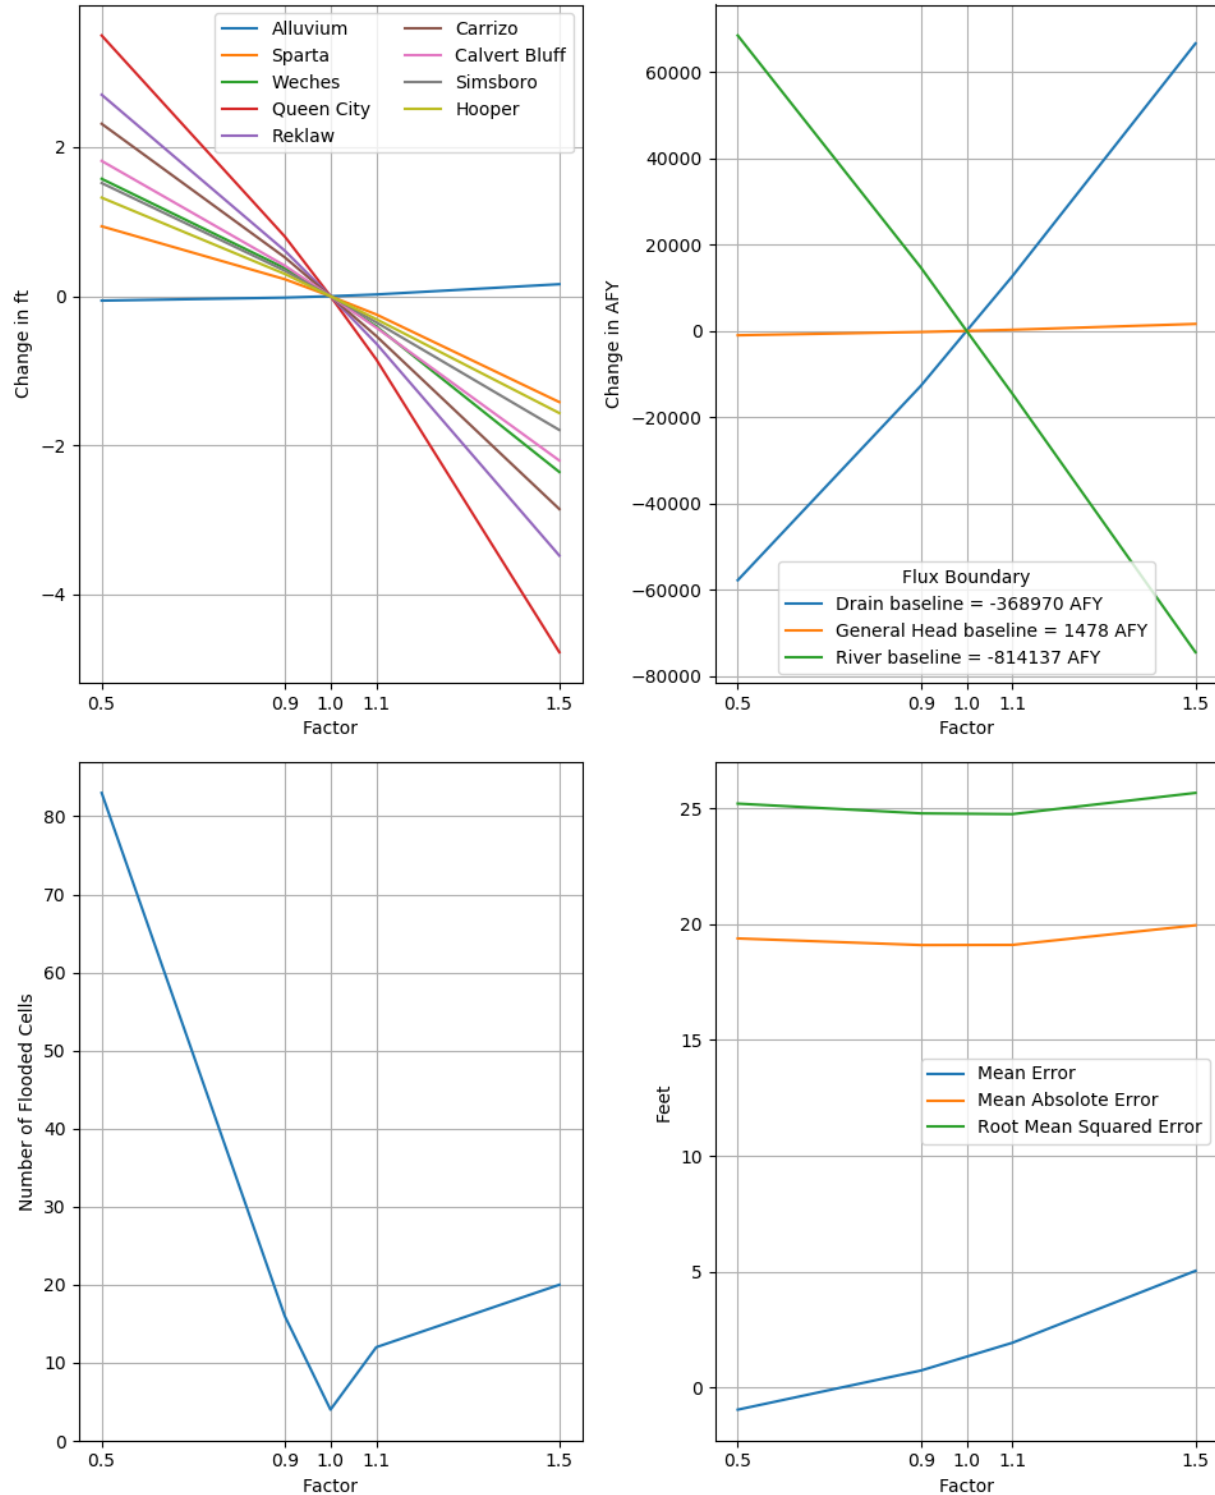 Alluvium
Sparta
Weches
Queen City
Reklaw
Carrizo
Calvert Bluff
Simsboro
Hooper
2
0
−2
−4
Change in ft
0.5 0.9 1.0 1.1 1.5
Factor
60000
40000
20000
0
−20000
−40000
−60000
−80000
Change in AFY
Flux Boundary
Drain baseline = -368970 AFY
General Head baseline = 1478 AFY
River baseline = -814137 AFY
0.5 0.9 1.0 1.1 1.5
Factor
80
70
60
50
40
30
20
10
0
Number of Flooded Cells
0.5 0.9 1.0 1.1 1.5
Factor
25
20
15
10
5
0
Feet
Mean Error
Mean Absolote Error
Root Mean Squared Error
0.5 0.9 1.0 1.1 1.5
Factor